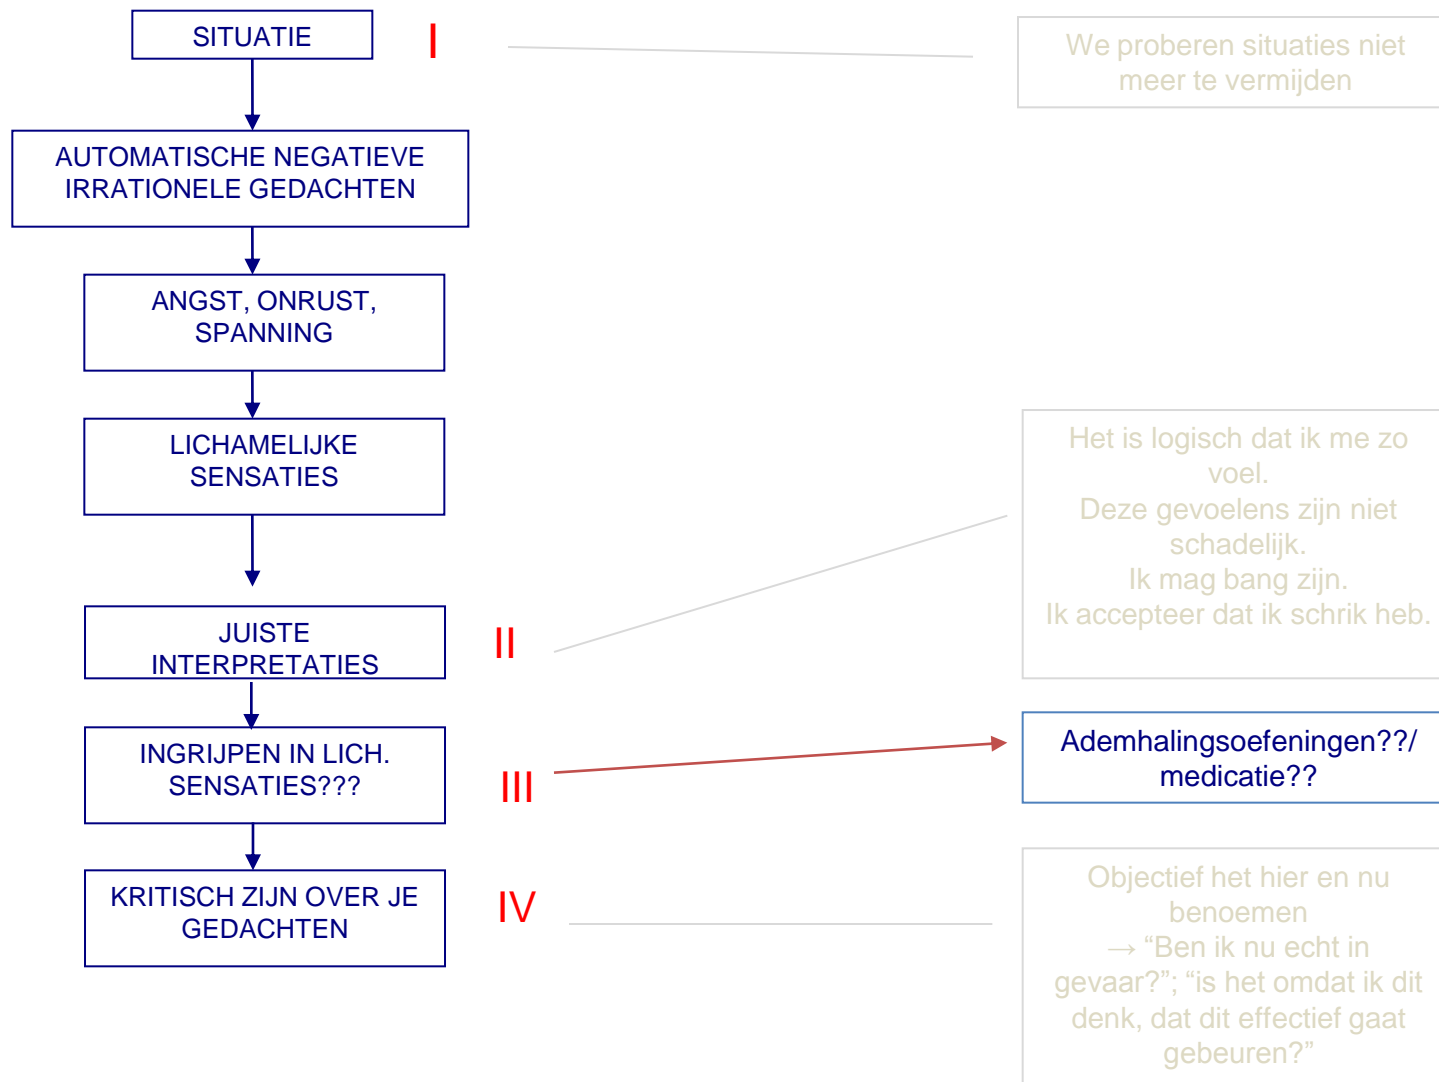 SITUATIE
I
We proberen situaties niet
meer te vermijden
AUTOMATISCHE NEGATIEVE
IRRATIONELE GEDACHTEN
ANGST, ONRUST,
SPANNING
LICHAMELIJKE
SENSATIES
Het is logisch dat ik me zo
voel.
Deze gevoelens zijn niet
schadelijk.
Ik mag bang zijn.
Ik accepteer dat ik schrik heb.
JUISTE
INTERPRETATIES
II
INGRIJPEN IN LICH.
SENSATIES???
III
Ademhalingsoefeningen??/
medicatie??
KRITISCH ZIJN OVER JE
GEDACHTEN
IV
Objectief het hier en nu
benoemen
→ “Ben ik nu echt in
gevaar?”; “is het omdat ik dit
denk, dat dit effectief gaat
gebeuren?”